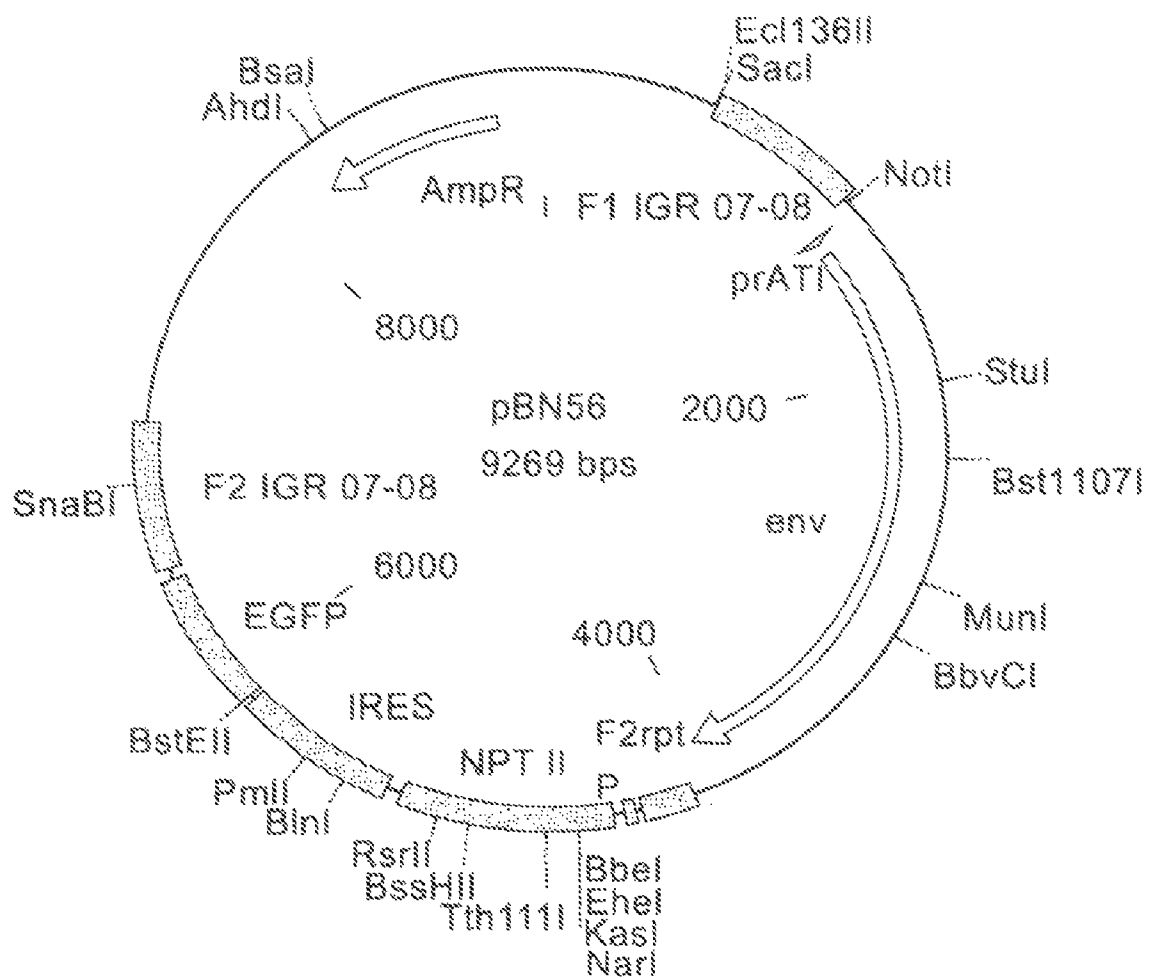 Ecl136II
SacI
BsaI
AhdI
NotI
AmpR
I
F1 IGR 07-08
prATI
8000
StuI
pBN56
2000
9269 bps
Bst1107I
F2 IGR 07-08
SnaBI
env
6000
EGFP
MunI
4000
BbvCI
IRES
F2rpt
BstEII
NPT II
P
PmlI
BlnI
RsrII
BssHII
Tth111I
BbeI
EheI
KasI
NarI